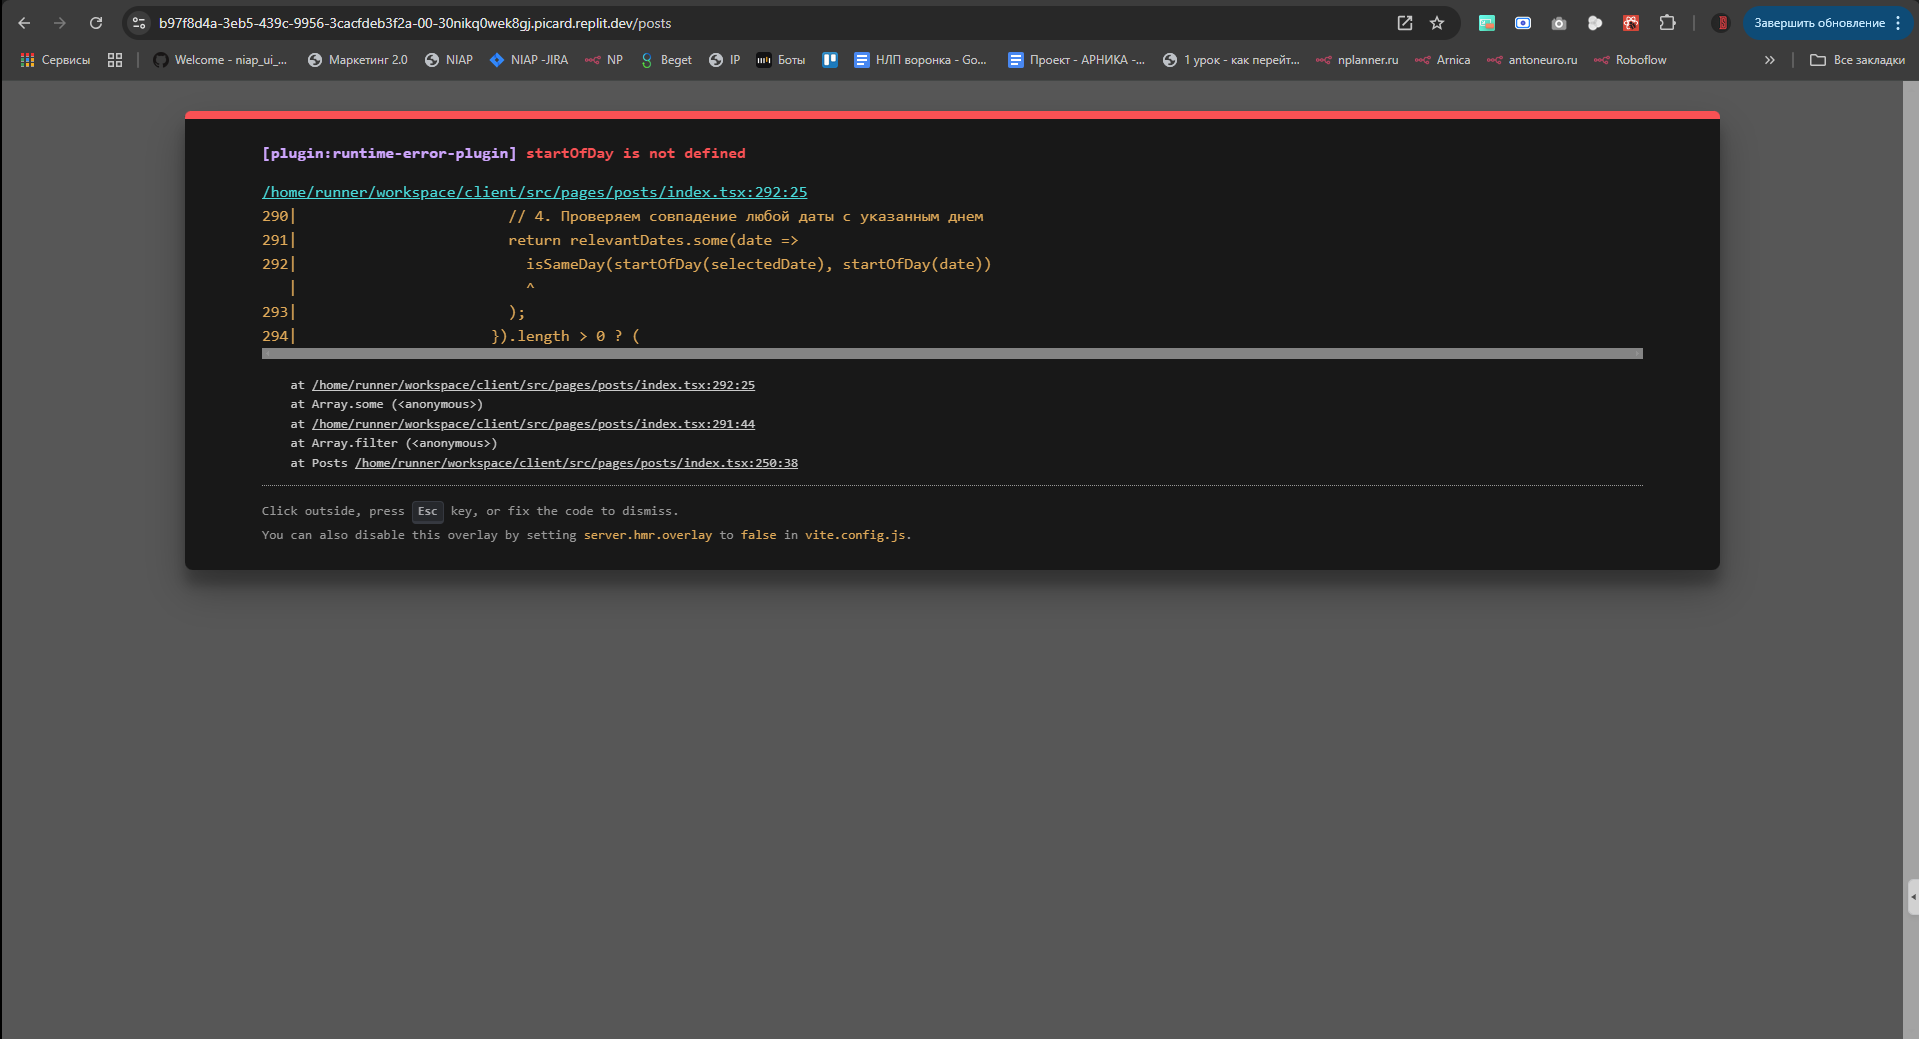 b97f8d4a-3eb5-439c-9956-3cacfdeb3f2a-00-30nikq0wek8gj.picard.replit.dev/posts
Завершить обновление
Сервисы
Welcome - niap_ui_...
Маркетинг 2.0
NIAP
NIAP -JIRA
NP
Beget
IP
Боты
НЛП воронка - Go...
Проект - АРНИКА -...
1 урок - как перейт...
nplanner.ru
Arnica
antoneuro.ru
Roboflow
Все закладки
[plugin:runtime-error-plugin] startOfDay is not defined
/home/runner/workspace/client/src/pages/posts/index.tsx:292:25
290| // 4. Проверяем совпадение любой даты с указанным днем
291| return relevantDates.some(date =>
292| isSameDay(startOfDay(selectedDate), startOfDay(date))
| ^
293| );
294| }).length > 0 ? (
at /home/runner/workspace/client/src/pages/posts/index.tsx:292:25
at Array.some (<anonymous>)
at /home/runner/workspace/client/src/pages/posts/index.tsx:291:44
at Array.filter (<anonymous>)
at Posts /home/runner/workspace/client/src/pages/posts/index.tsx:250:38
Click outside, press Esc key, or fix the code to dismiss.
You can also disable this overlay by setting server.hmr.overlay to false in vite.config.js.